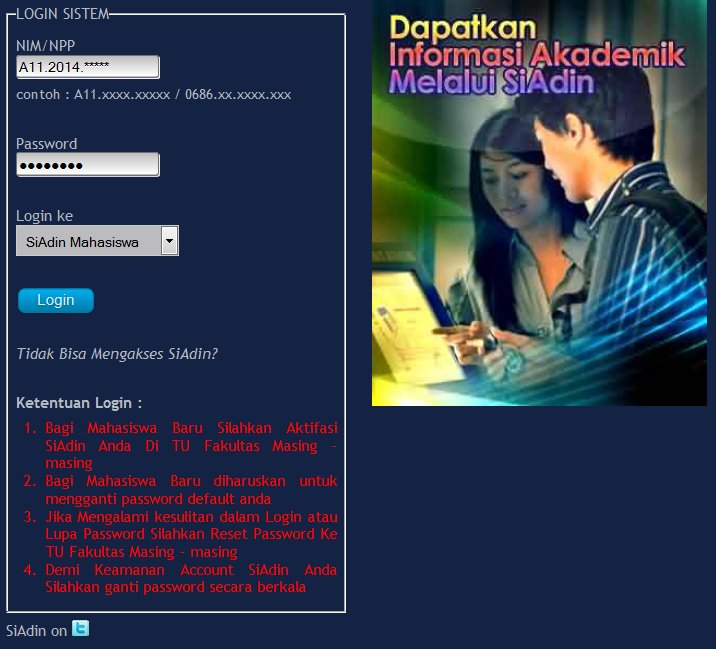 LOGIN SISTEM
NIM/NPP
A11.2014.*****
contoh : A11.xxxx.xxxxx / 0686.xx.xxxx.xxx
Password
●●●●●●●●
Login ke
SiAdin Mahasiswa
Login
Tidak Bisa Mengakses SiAdin?
Ketentuan Login :
1. Bagi Mahasiswa Baru Silahkan Aktifasi
SiAdin Anda Di TU Fakultas Masing -
masing
2. Bagi Mahasiswa Baru diharuskan untuk
mengganti password default anda
3. Jika Mengalami kesulitan dalam Login atau
Lupa Password Silahkan Reset Password Ke
TU Fakultas Masing - masing
4. Demi Keamanan Account SiAdin Anda
Silahkan ganti password secara berkala
SiAdin on
Dapatkan
Informasi Akademik
Melalui SiAdin